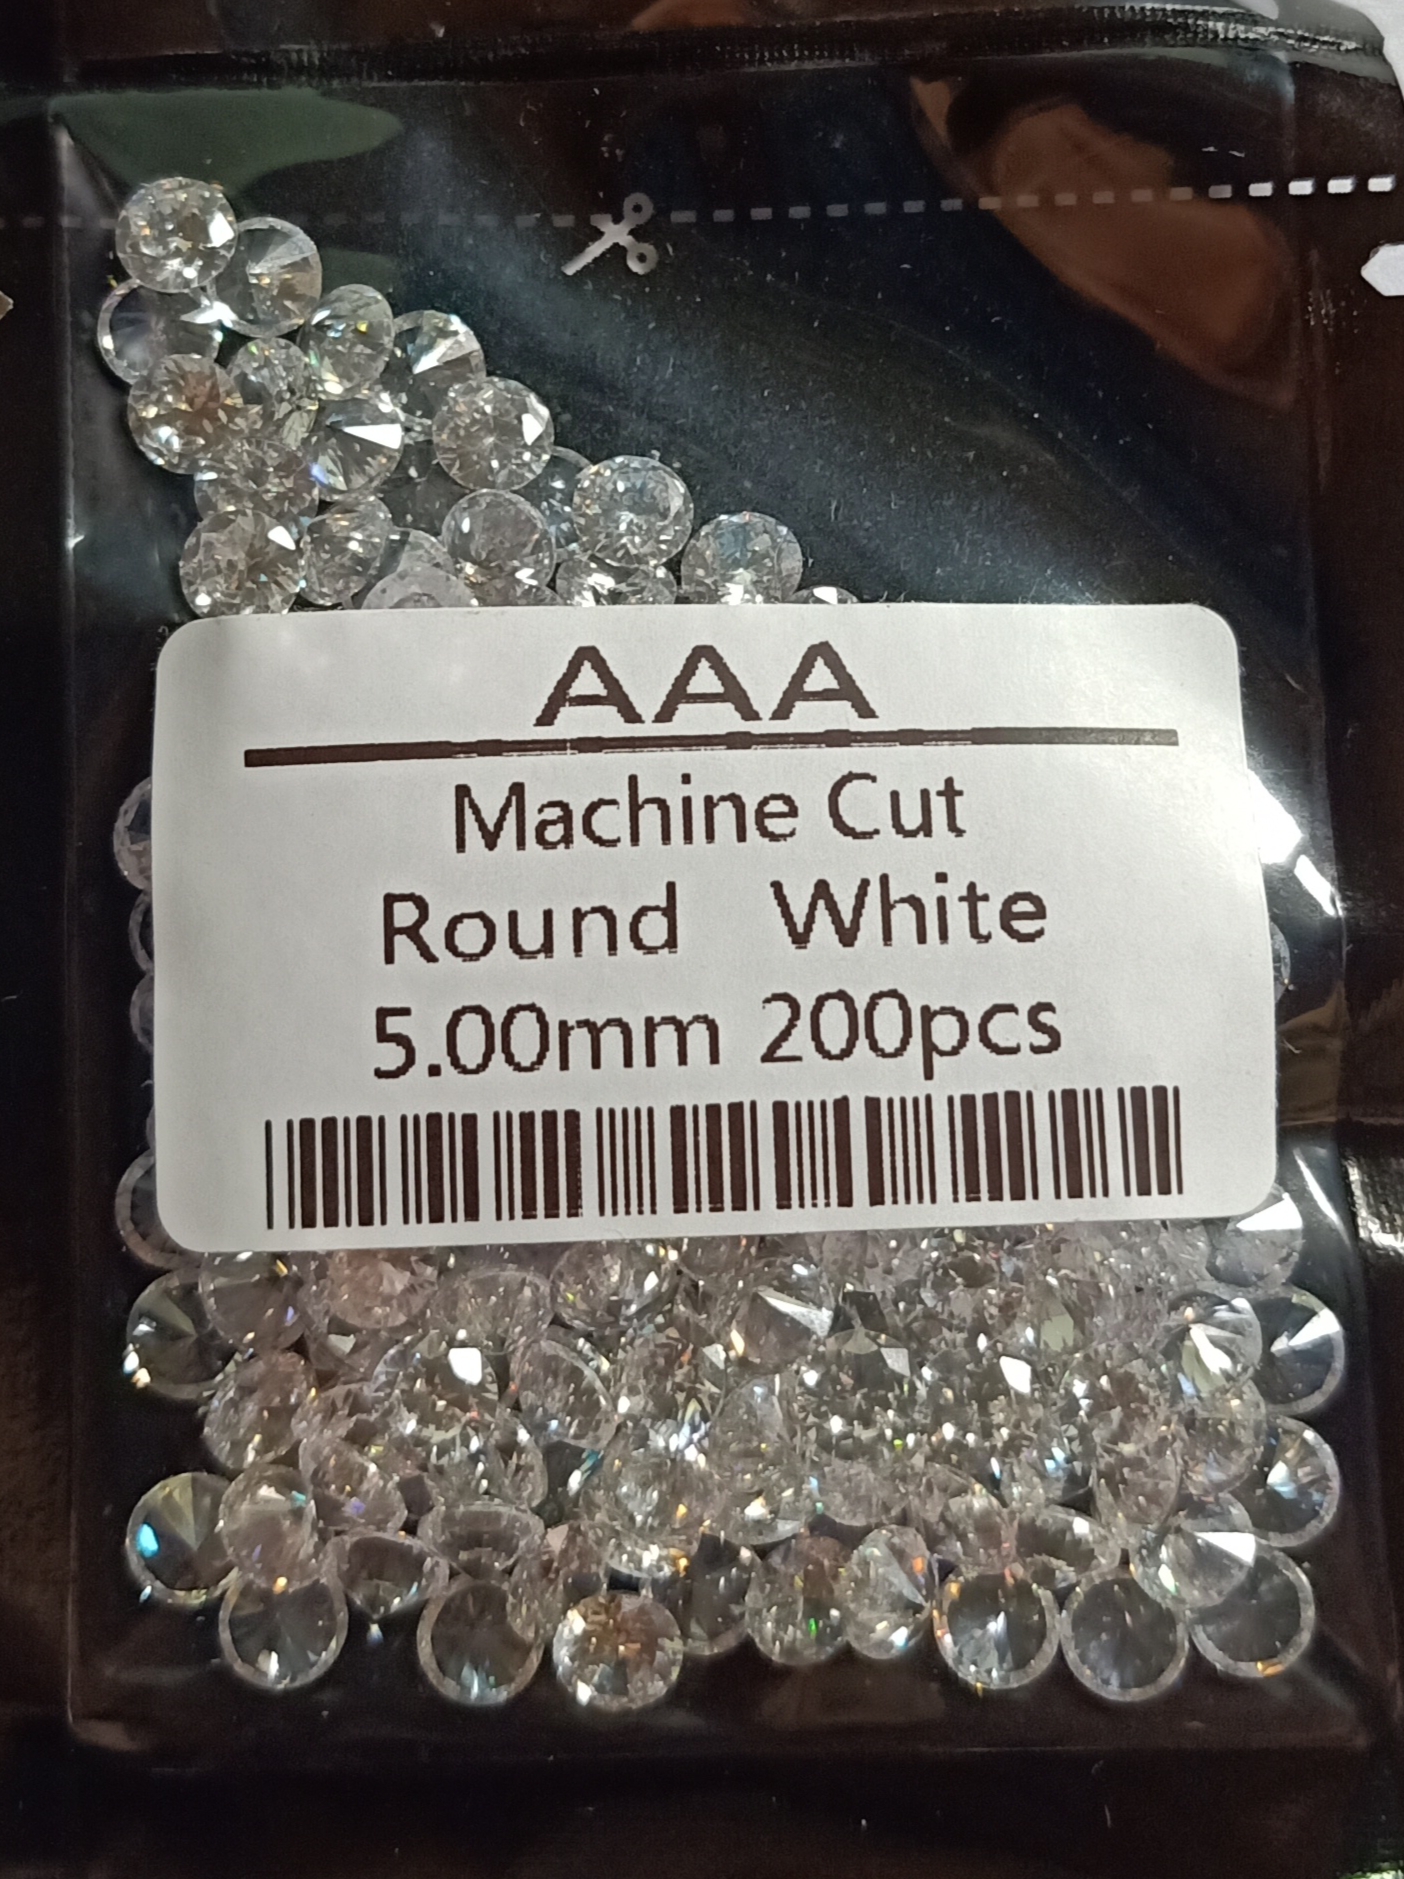 AAA
Machine Cut
Round White
5.00mm 200pcs